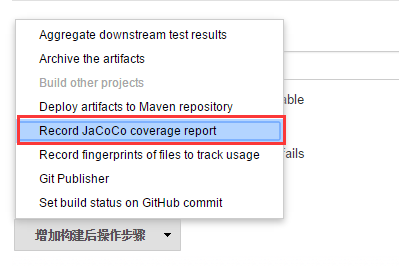 Aggregate downstream test results
Archive the artifacts
Build other projects
able
Deploy artifacts to Maven repository
Record JaCoCo coverage report
Record fingerprints of files to track usage
ails
Git Publisher
Set build status on GitHub commit
增加构建后操作步骤